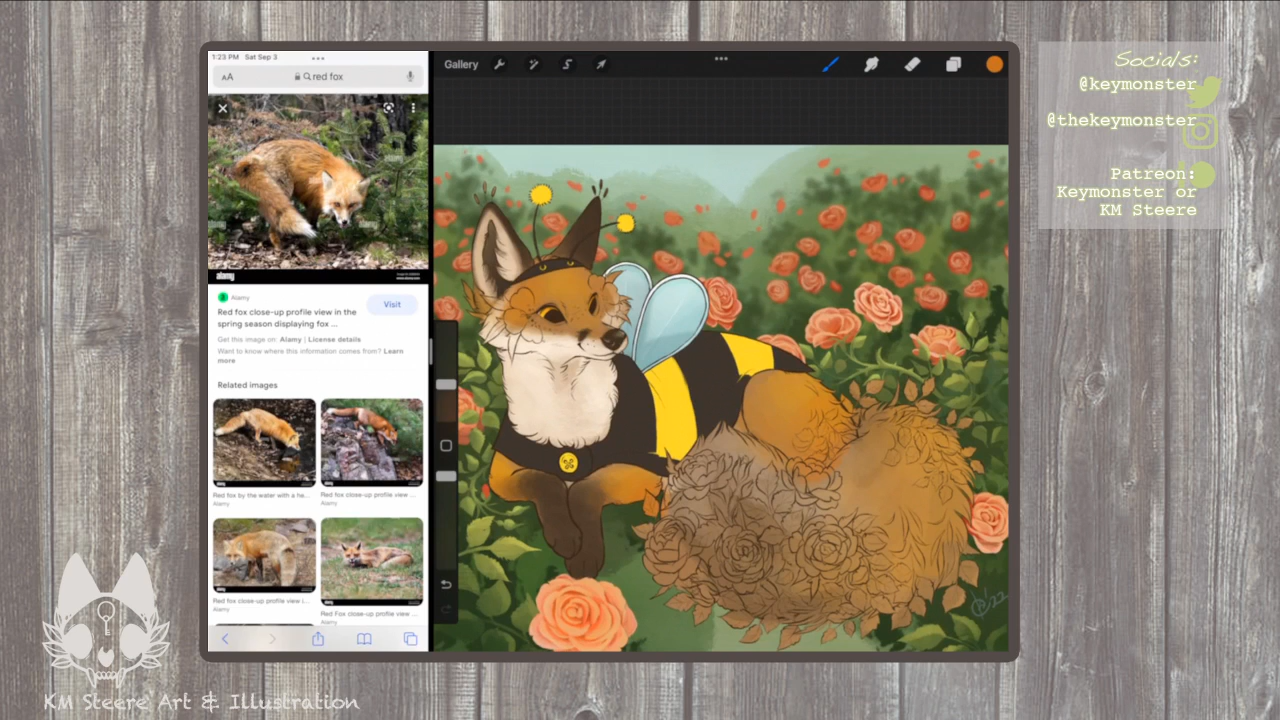 1:23 PM Sat Sep 3
AA
red fox
alamy
Alamy
Red fox close-up profile view in the
spring season displaying fox ...
Visit
Get this image on: Alamy | License details
Want to know where this information comes from? Learn
more
Related images
Red fox by the water with a he...
Alamy
Red fox close-up profile view ...
Alamy
Red fox close-up profile view i...
Alamy
Red Fox close-up profile view ...
Alamy
Gallery
Socials:
@keymonster
@thekeymonster
Patreon:
Keymonster or
KM Steere
KM Steere Art & Illustration